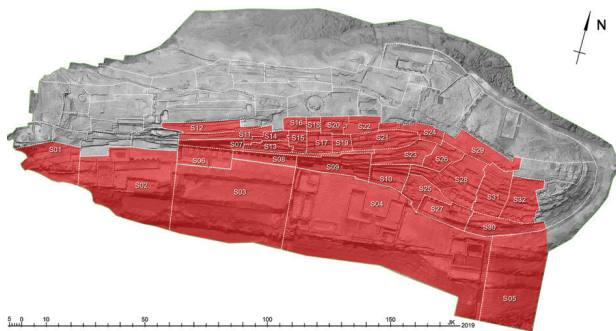 N
S16 S18 S20 S22
S12 S11 S14 S15 S17 S19 S21 S24
S01 S07 S13 S29
S06 S08 S09 S23 S26
S02 S03 S10 S28
S04 S25 S31 S32
S27
S30
S05
5 0 10 50 100 150 JK 2019